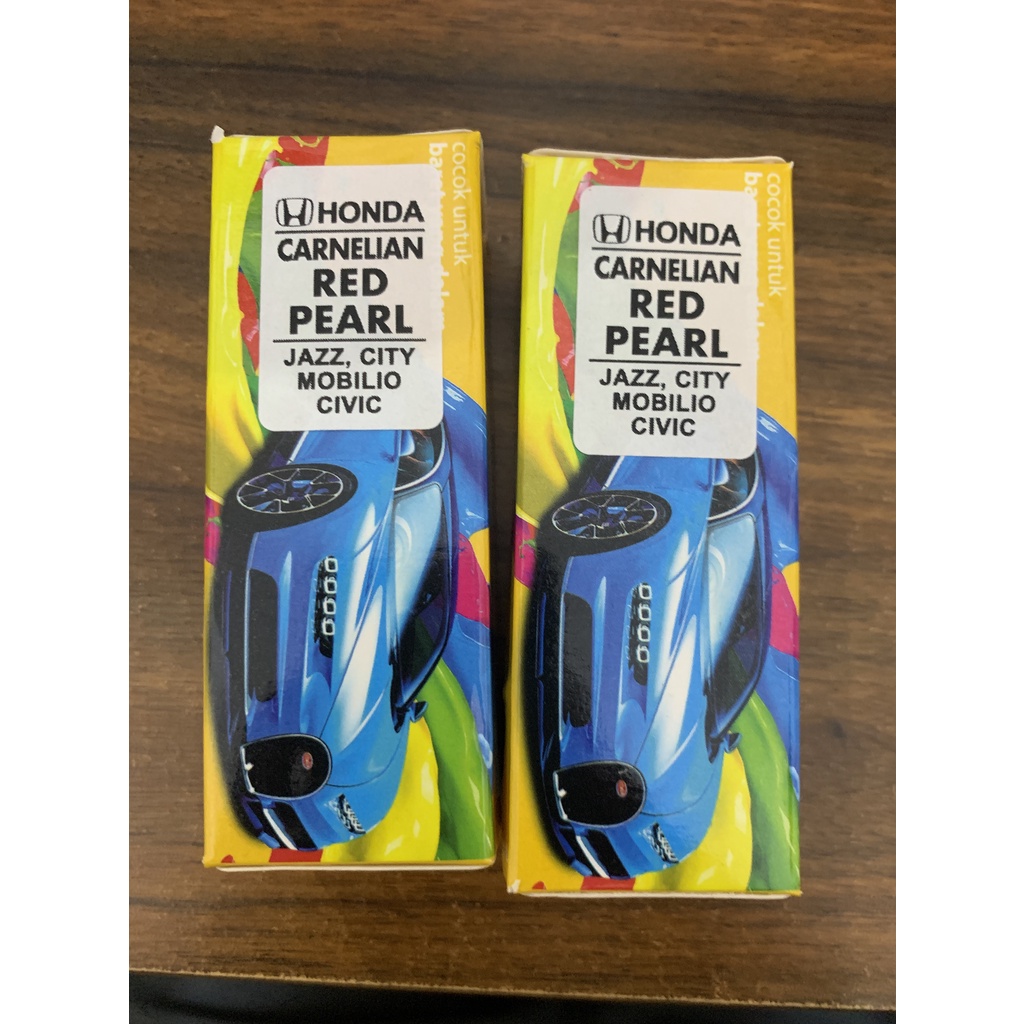 cocok untuk
HONDA
CARNELIAN
RED
PEARL
JAZZ, CITY
MOBILIO
CIVIC
cocok untuk
HONDA
CARNELIAN
RED
PEARL
JAZZ, CITY
MOBILIO
CIVIC